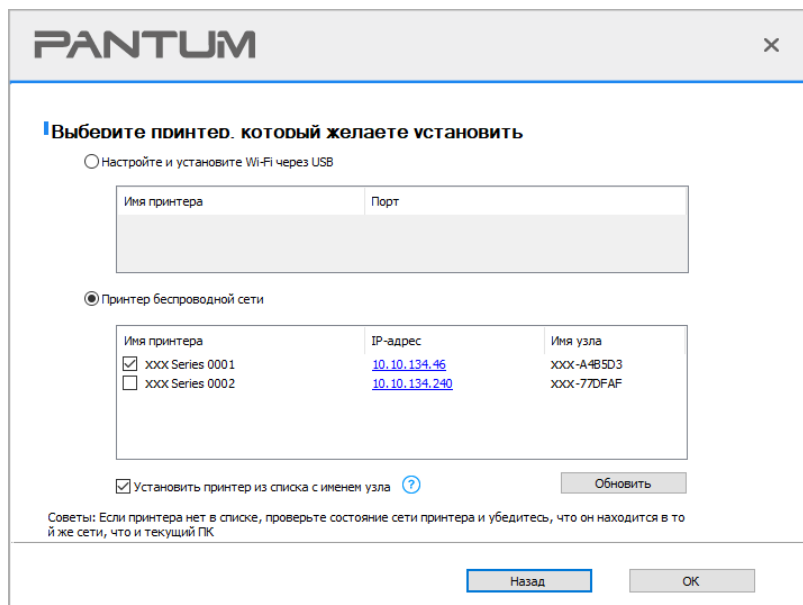 PANTUM
Выберите принтер, который желаете установить
Настройте и установите Wi-Fi через USB
Имя принтера Порт
Принтер беспроводной сети
Имя принтера IP-адрес Имя узла
XXX Series 0001 10.10.134.46 XXX-A4B5D3
XXX Series 0002 10.10.134.240 XXX-77DFAF
Установить принтер из списка с именем узла ? Обновить
Советы: Если принтера нет в списке, проверьте состояние сети принтера и убедитесь, что он находится в то
й же сети, что и текущий ПК
Назад OK